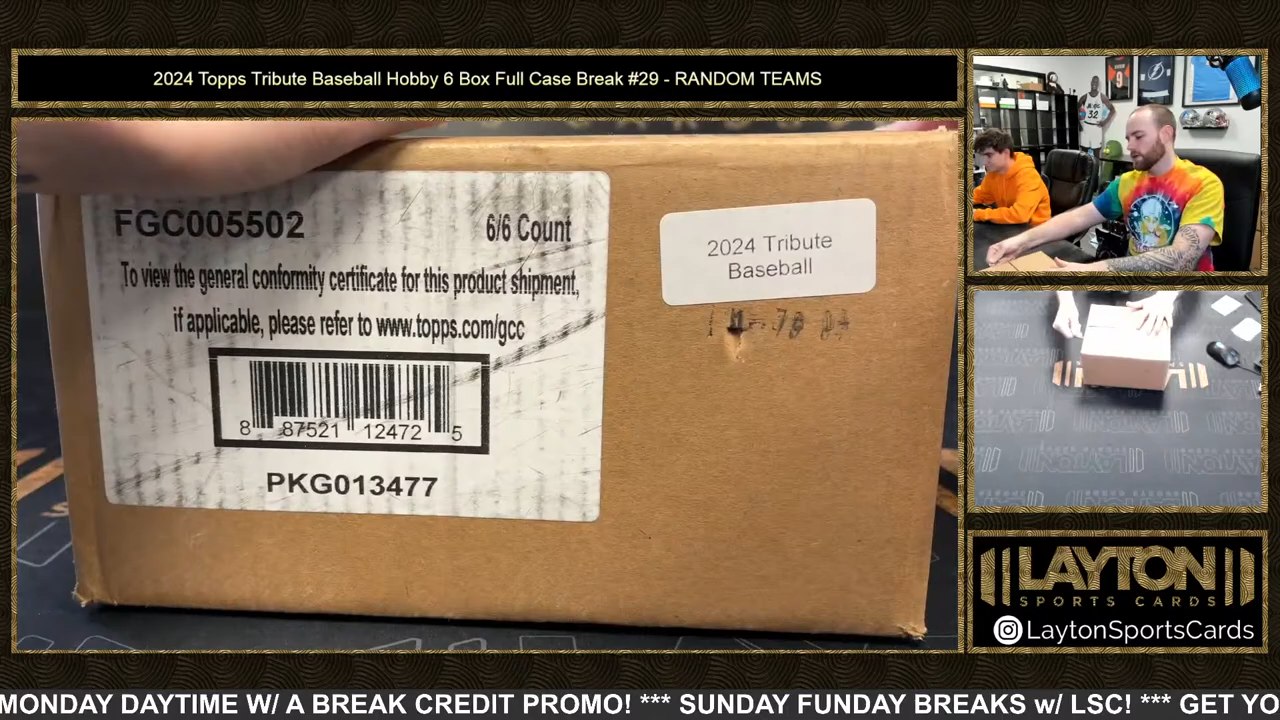 2024 Topps Tribute Baseball Hobby 6 Box Full Case Break #29 - RANDOM TEAMS
FGC005502
6/6 Count
To view the general conformity certificate for this product shipment,
if applicable, please refer to www.topps.com/gcc
8 87521 12472 5
PKG013477
2024 Tribute
Baseball
9
32
LAYTON
SPORTS CARDS
LaytonSportsCards
MONDAY DAYTIME W/ A BREAK CREDIT PROMO! *** SUNDAY FUNDAY BREAKS w/ LSC! *** GET YO